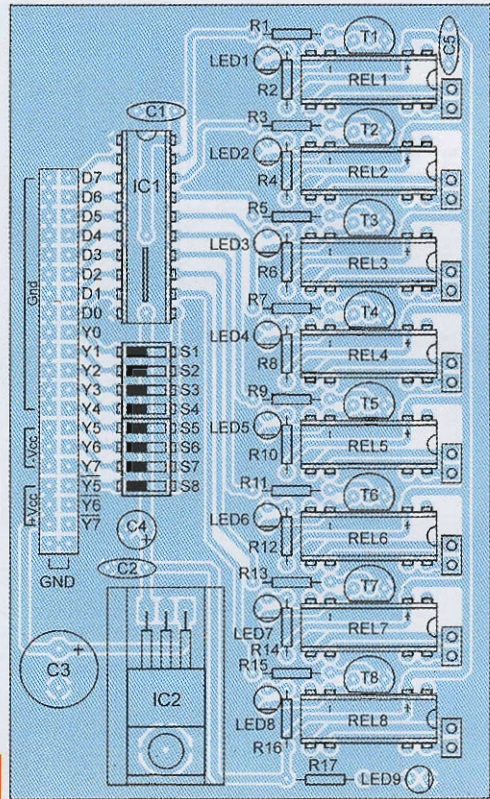 R1
T1
C5
LED1
R2
REL1
C1
R3
T2
LED2
R4
REL2
IC1
D7
D6
D5
D4
D3
D2
D1
D0
Y0
Y1
Y2
Y3
Y4
Y5
Y6
Y7
Y5
Y6
Y7
Gnd
-Vcc
+Vcc
GND
R5
T3
LED3
R6
REL3
R7
T4
LED4
R8
REL4
S1
S2
S3
S4
S5
S6
S7
S8
R9
T5
LED5
R10
REL5
R11
T6
LED6
R12
REL6
C4
+
C2
R13
T7
LED7
R14
REL7
C3
+
IC2
R15
T8
LED8
R16
REL8
R17
LED9